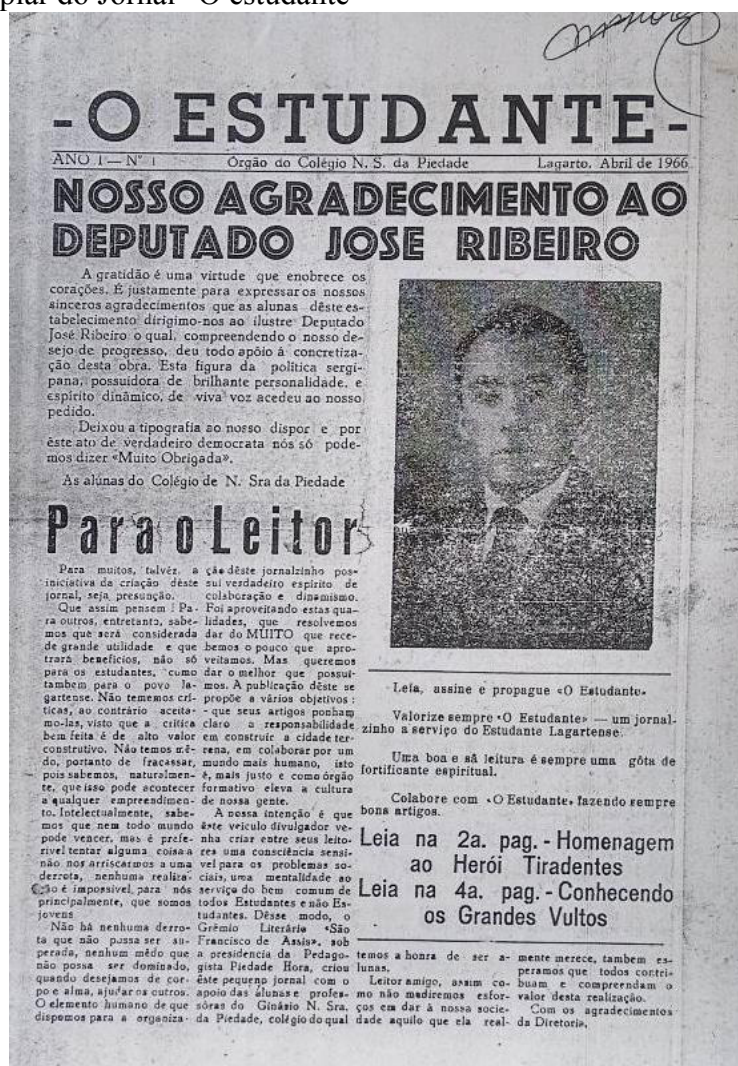 plar do Jornal "O estudante"
- O ESTUDANTE -
ANO I — Nº 1 Órgão do Colégio N. S. da Piedade Lagarto, Abril de 1966
NOSSO AGRADECIMENTO AO
DEPUTADO JOSE RIBEIRO
A gratidão é uma virtude que enobrece os
corações. É justamente para expressar os nossos
sinceros agradecimentos que as alunas dêste es-
tabelecimento dirigimo-nos ao ilustre Deputado
José Ribeiro o qual, compreendendo o nosso de-
sejo de progresso, deu todo apôio à concretiza-
ção desta obra. Esta figura da política sergi-
pana, possuidora de brilhante personalidade, e
espírito dinâmico, de viva voz acedeu ao nosso
pedido.
Deixou a tipografia ao nosso dispor e por
êste ato de verdadeiro democrata nós só pode-
mos dizer «Muito Obrigada».
As alúnas do Colégio de N. Sra da Piedade
Para o Leitor
Para muitos, talvéz, a
iniciativa da criação dêste
jornal, seja presunção.
Que assim pensem! Pa-
ra outros, entretanto, sabe-
mos que será considerada
de grande utilidade e que
trará benefícios, não só
para os estudantes, como
tambem para o povo la-
gartense. Não tememos crí-
ticas, ao contrário aceita-
mo-las, visto que a crítica
bem feita é de alto valor
construtivo. Não temos mê-
do, portanto de fracassar,
pois sabemos, naturalmen-
te, que isso pode acontecer
a qualquer empreendimen-
to. Intelectualmente, sabe-
mos que nem todo mundo
pode vencer, mas é prefe-
rivel tentar alguma coisa a
não nos arriscarmos a uma
derrota, nenhuma realiza-
ção é impossivel para nós
principalmente, que somos
jovens
Não há nenhuma derro-
ta que não possa ser su-
perada, nenhum mêdo que
não possa ser dominado,
quando desejamos de cor-
po e alma, ajudar os outros.
O elemento humano de que
dispomos para a organiza-
ção dêste jornalzinho pos-
sui verdadeiro espírito de
colaboração e dinamismo.
Foi aproveitando estas qua-
lidades, que resolvemos
dar do MUITO que rece-
bemos o pouco que apro-
veitamos. Mas queremos
dar o melhor que possui-
mos. A publicação dêste se
propõe a vários objetivos:
- que seus artigos ponham
claro a responsabilidade
em construir a cidade ter-
rena, em colaborar por um
mundo mais humano, isto
é, mais justo e como órgão
formativo eleva a cultura
de nossa gente.
A nossa intenção é que
êste veiculo divulgador ve-
nha criar entre seus leito-
res uma consciência sensi-
vel para os problemas so-
ciais, uma mentalidade ao
serviço do bem comum de
todos Estudantes e não Es-
tudantes. Dêsse modo, o
Grêmio Literário «São
Francisco de Assis», sob
a presidencia da Pedago-
gista Piedade Hora, criou
êste pequeno jornal com o
apoio das alunas e profes-
sôras do Ginásio N. Sra.
da Piedade, colégio do qual
temos a honra de ser a-
lunas.
Leitor amigo, assim co-
mo não mediremos esfor-
ços em dar à nossa socie-
dade aquilo que ela real-
mente merece, tambem es-
peramos que todos contri-
buam e compreendam o
valor desta realização.
Com os agradecimentos
da Diretoria.
Leia, assine e propague «O Estudante»
Valorize sempre «O Estudante» — um jornal-
zinho a serviço do Estudante Lagartense.
Uma boa e sã leitura é sempre uma gôta de
fortificante espiritual.
Colabore com «O Estudante» fazendo sempre
bons artigos.
Leia na 2a. pag. - Homenagem
ao Herói Tiradentes
Leia na 4a. pag. - Conhecendo
os Grandes Vultos